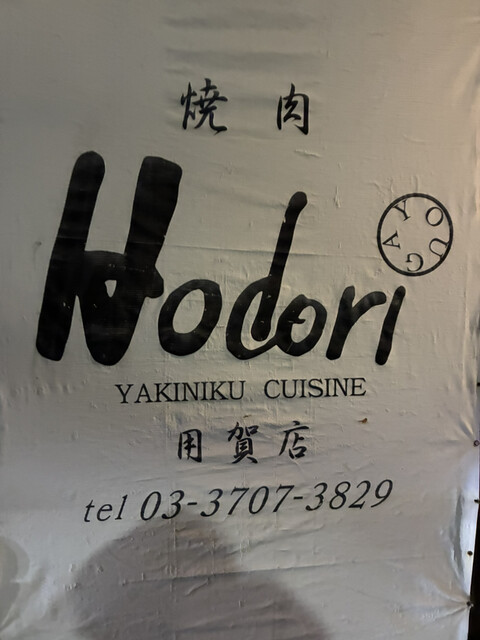 焼肉
Hodori
YOUGA
YAKINIKU CUISINE
用賀店
tel 03-3707-3829